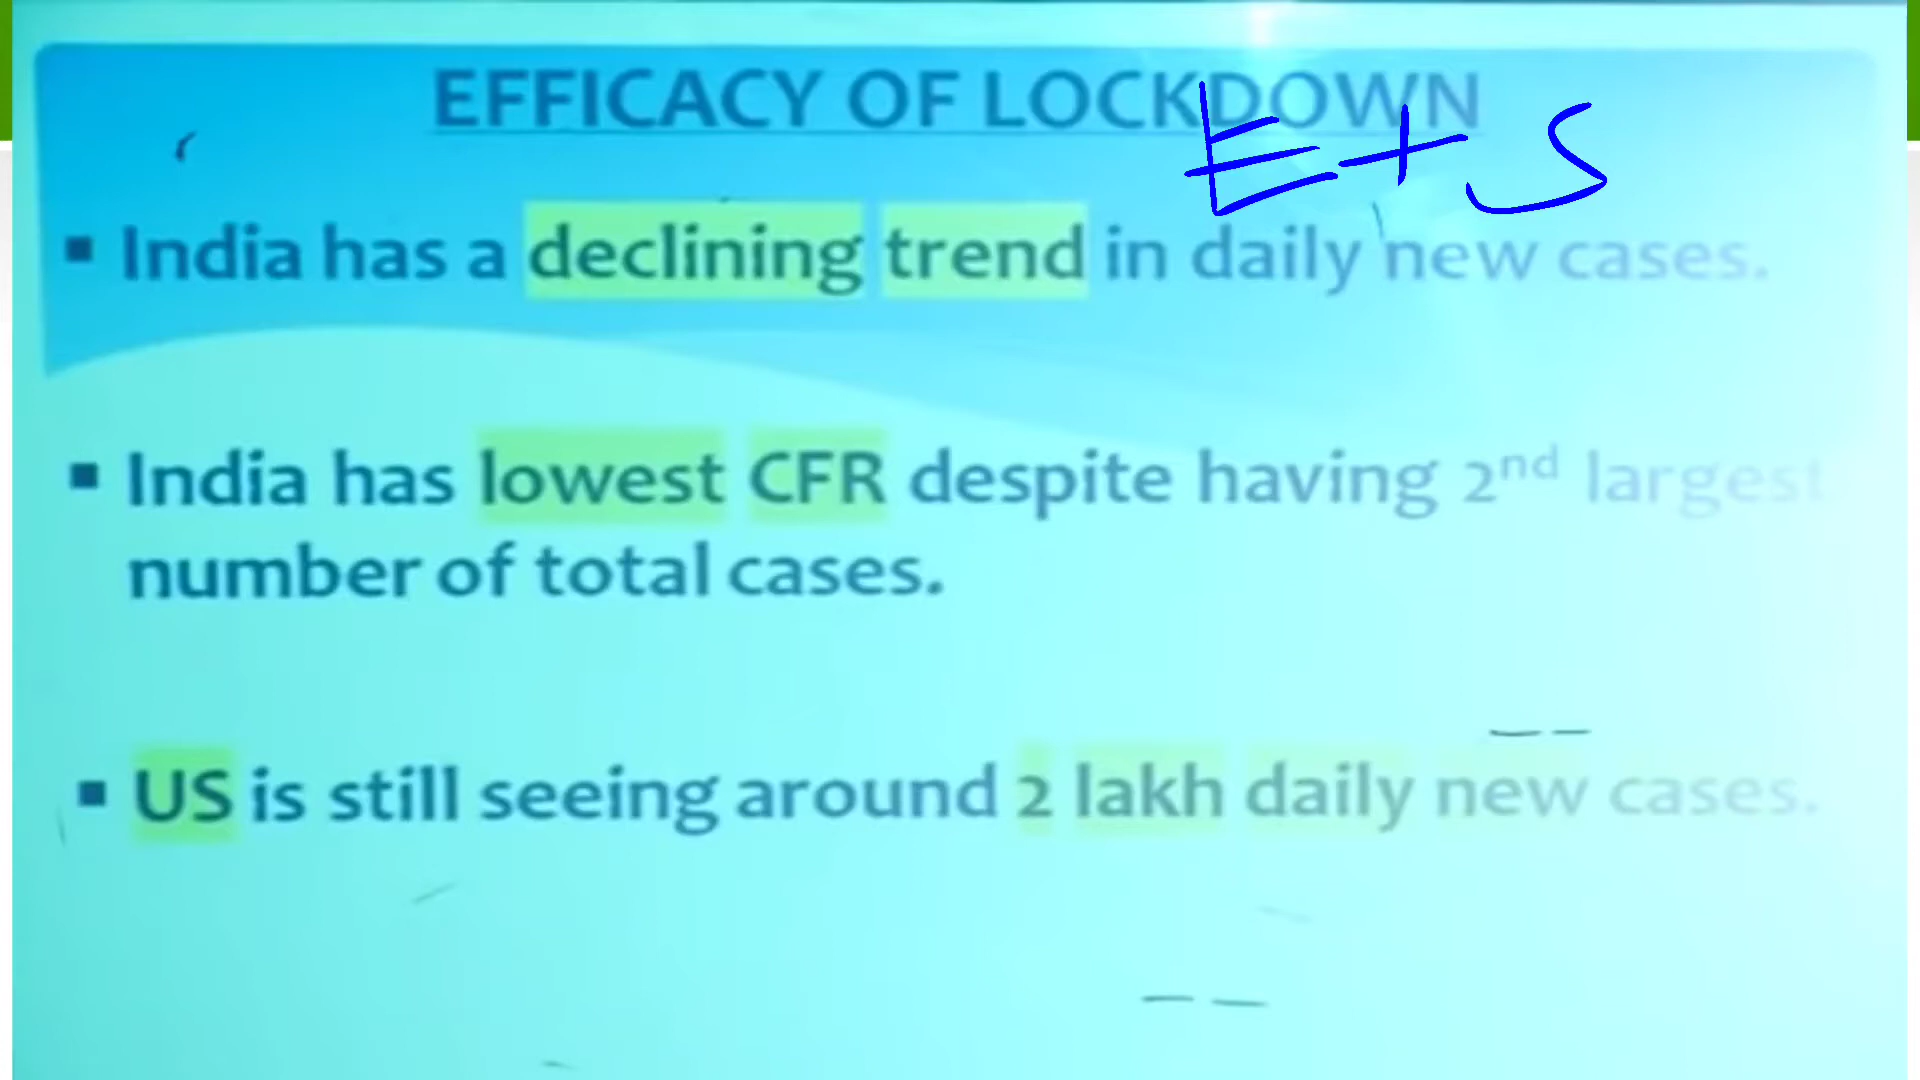 EFFICACY OF LOCKDOWN
E+S
▪ India has a declining trend in daily new cases.
▪ India has lowest CFR despite having 2nd largest
number of total cases.
▪ US is still seeing around 2 lakh daily new cases.